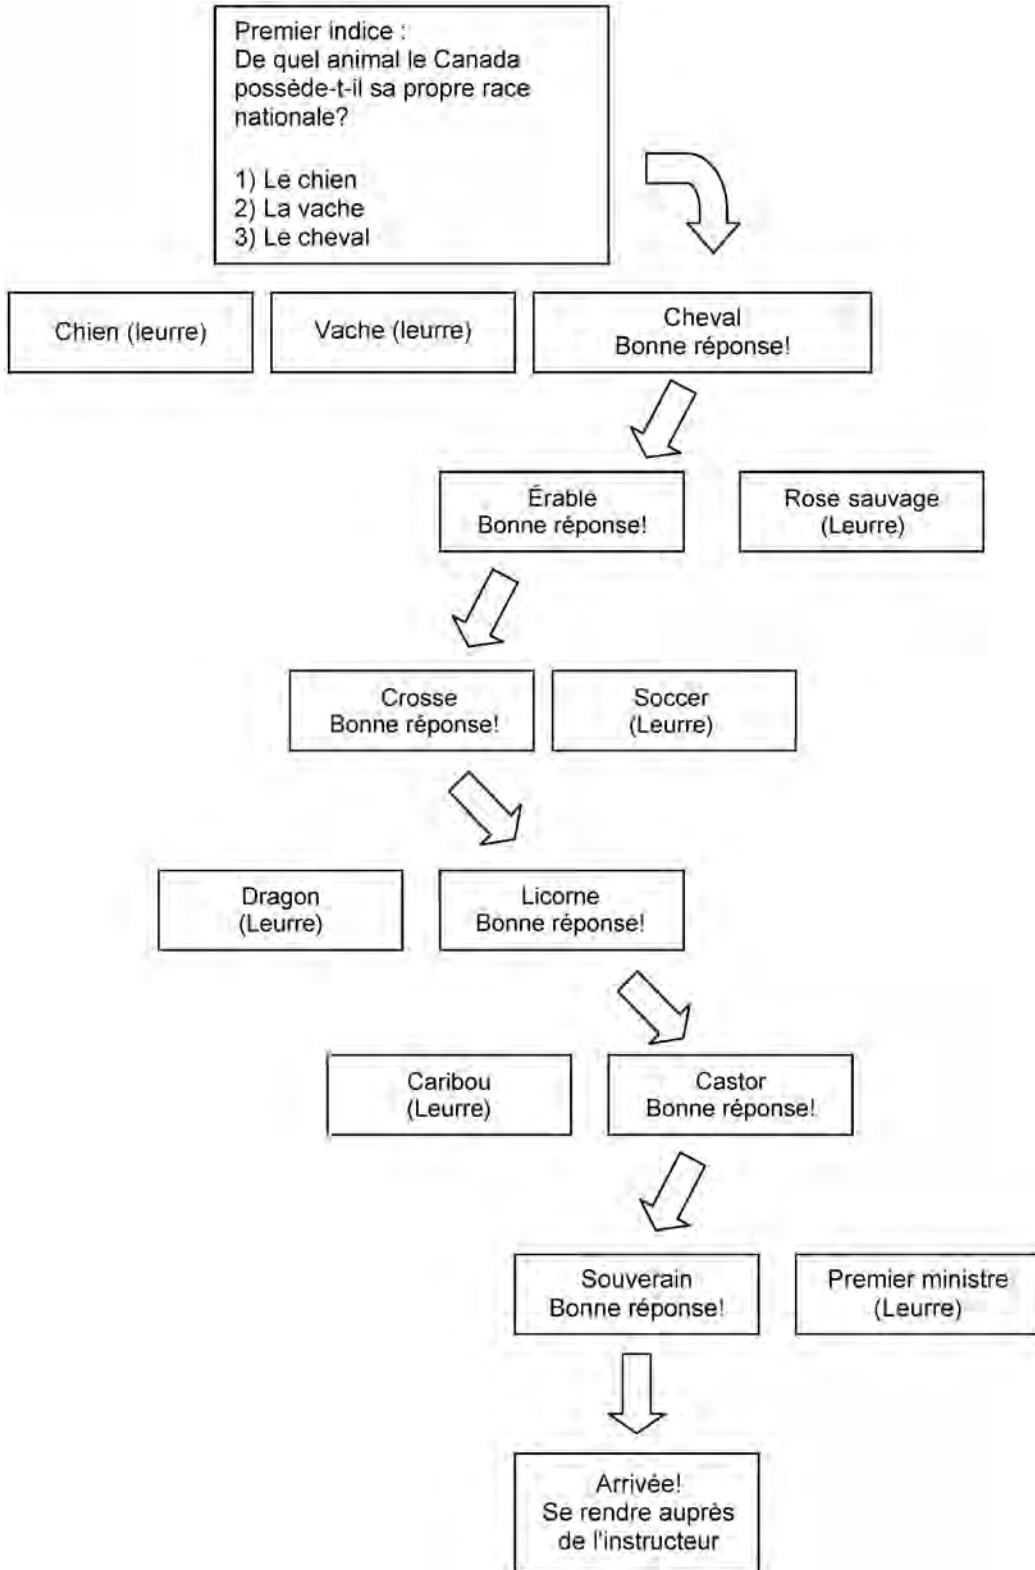 Premier indice :
De quel animal le Canada
possède-t-il sa propre race
nationale?
1) Le chien
2) La vache
3) Le cheval
Chien (leurre)
Vache (leurre)
Cheval
Bonne réponse!
Érable
Bonne réponse!
Rose sauvage
(Leurre)
Crosse
Bonne réponse!
Soccer
(Leurre)
Dragon
(Leurre)
Licorne
Bonne réponse!
Caribou
(Leurre)
Castor
Bonne réponse!
Souverain
Bonne réponse!
Premier ministre
(Leurre)
Arrivée!
Se rendre auprès
de l'instructeur